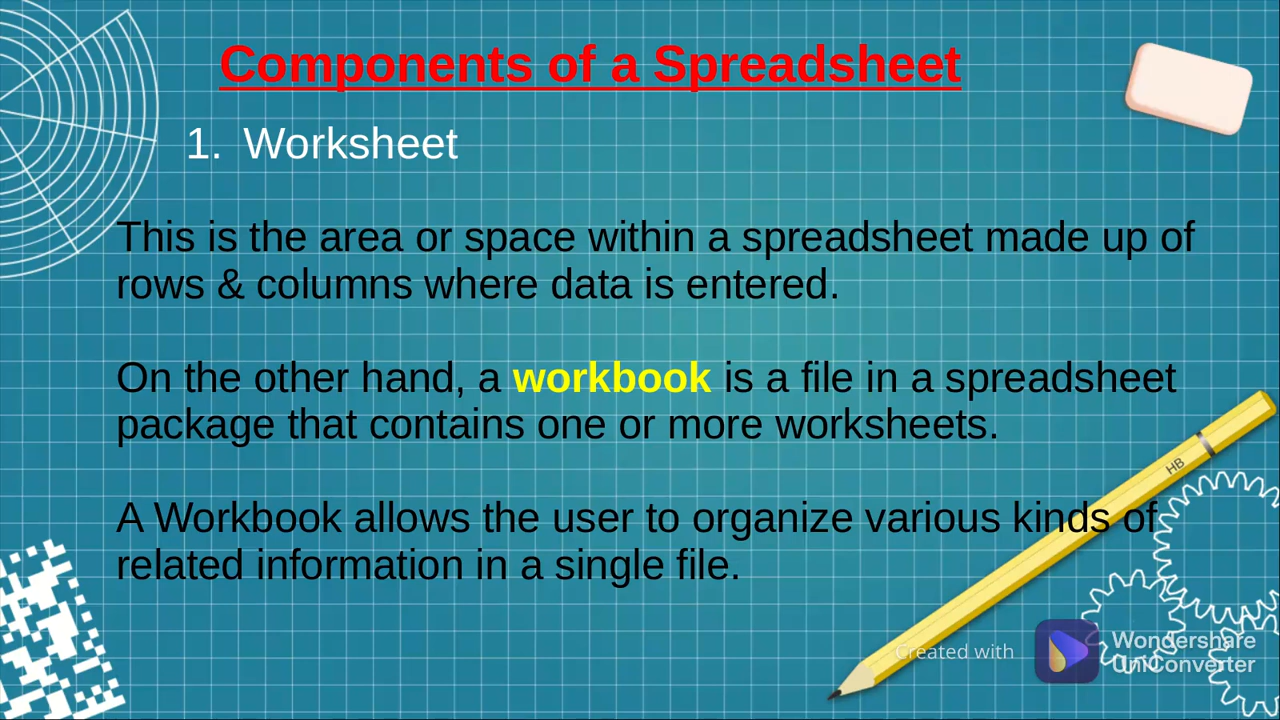 Components of a Spreadsheet
1. Worksheet
This is the area or space within a spreadsheet made up of
rows & columns where data is entered.
On the other hand, a workbook is a file in a spreadsheet
package that contains one or more worksheets.
HB
A Workbook allows the user to organize various kinds of
related information in a single file.
Created with
Wondershare
UniConverter